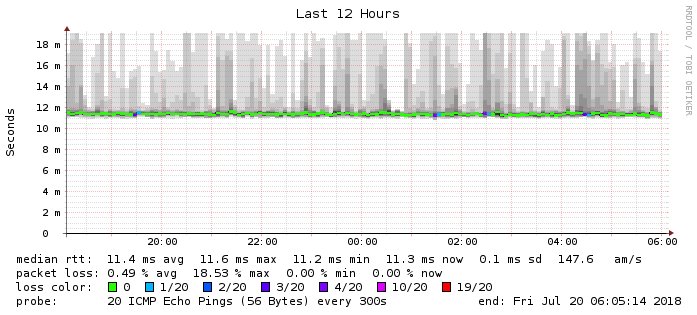 Last 12 Hours
RRDTOOL / TOBI OETIKER
Seconds
18 m
16 m
14 m
12 m
10 m
8 m
6 m
4 m
2 m
0
20:00 22:00 00:00 02:00 04:00 06:00
median rtt: 11.4 ms avg 11.6 ms max 11.2 ms min 11.3 ms now 0.1 ms sd 147.6 am/s
packet loss: 0.49 % avg 18.53 % max 0.00 % min 0.00 % now
loss color: 0 1/20 2/20 3/20 4/20 10/20 19/20
probe: 20 ICMP Echo Pings (56 Bytes) every 300s end: Fri Jul 20 06:05:14 2018